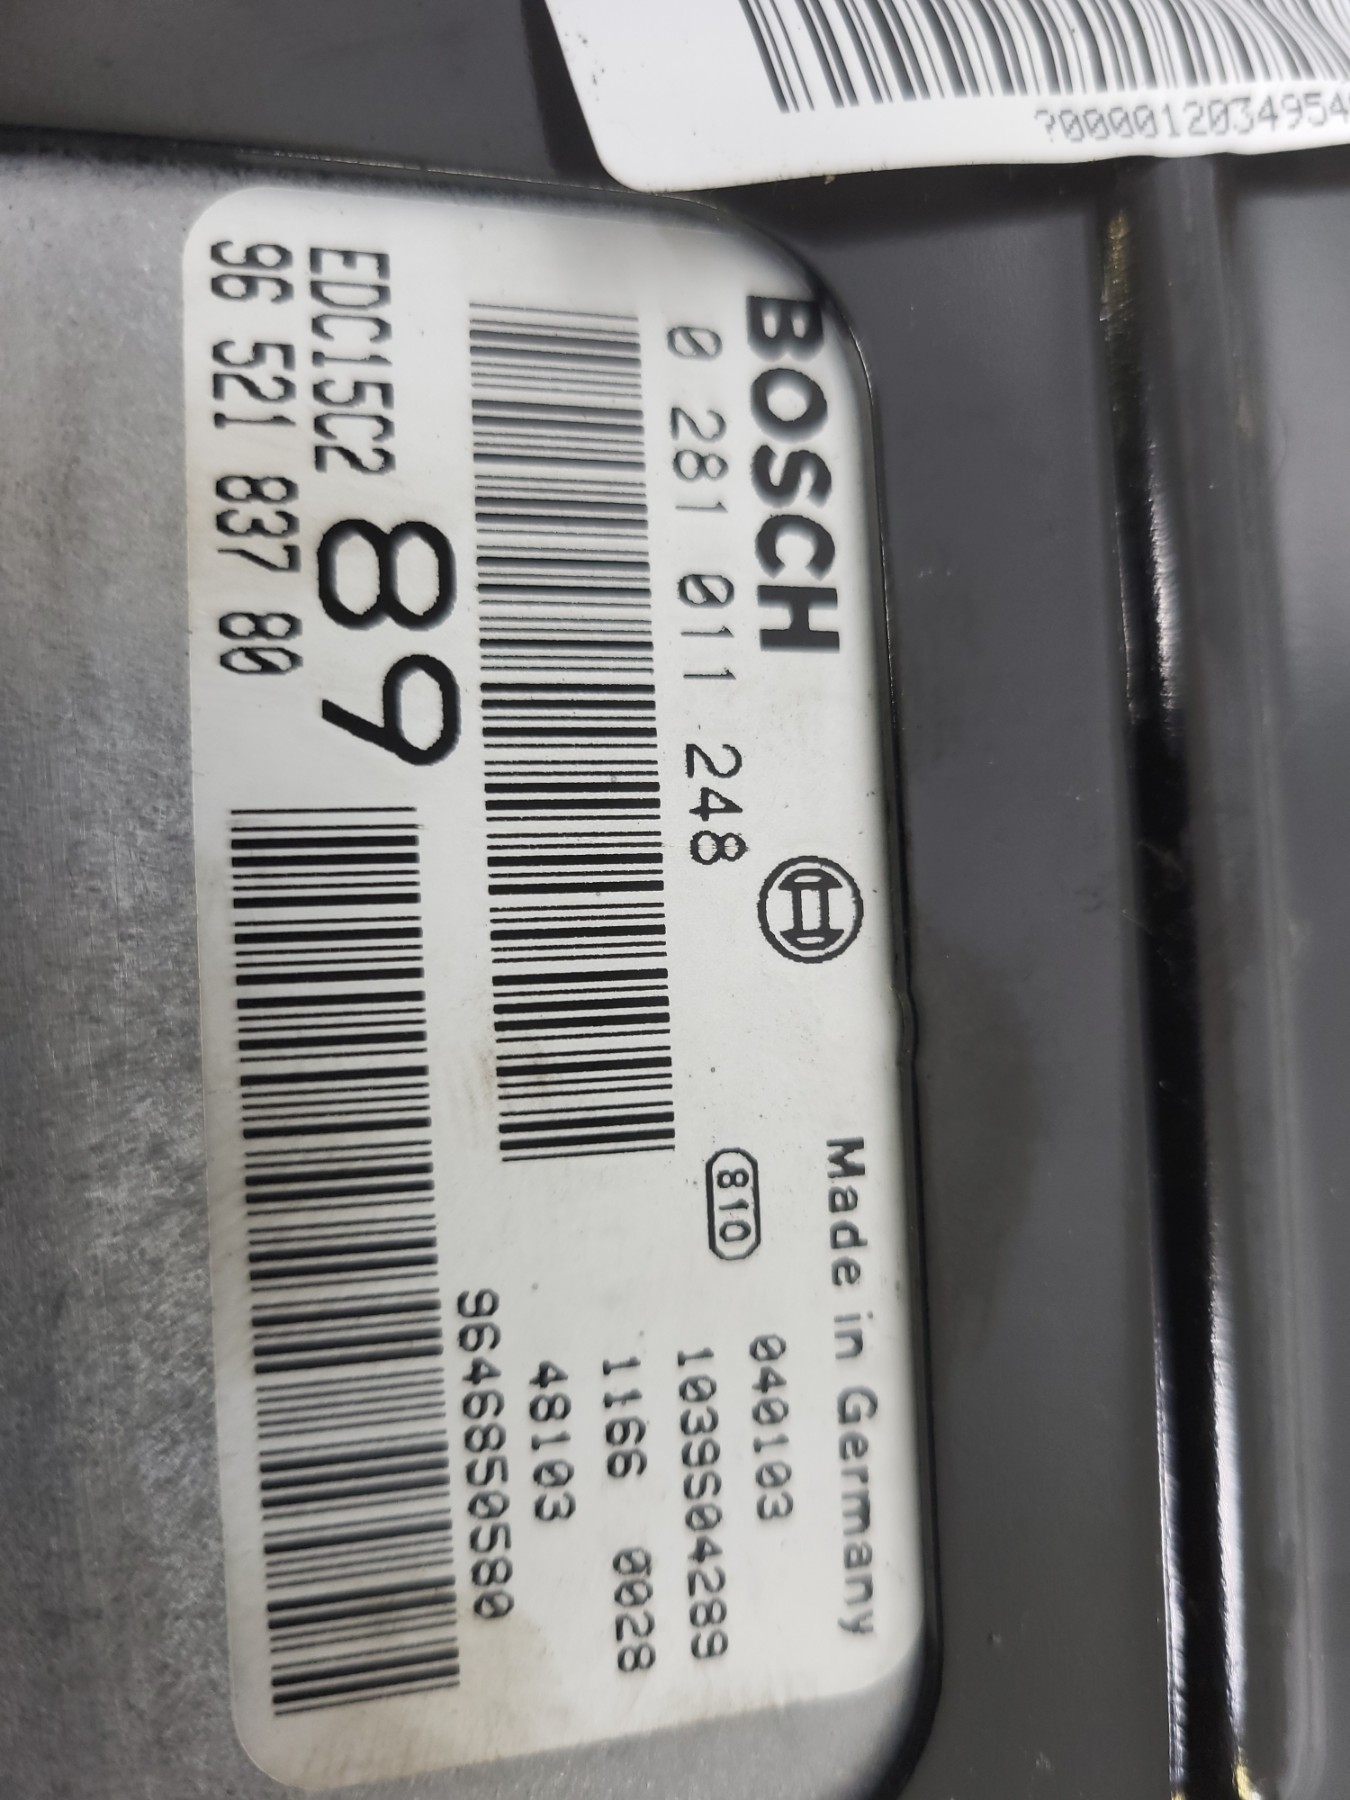 ?000012034954
BOSCH
Made in Germany
0 281 011 248
040103
810
1039S04289
1166 0028
48103
9646850580
EDC15C2
89
96 521 837 80